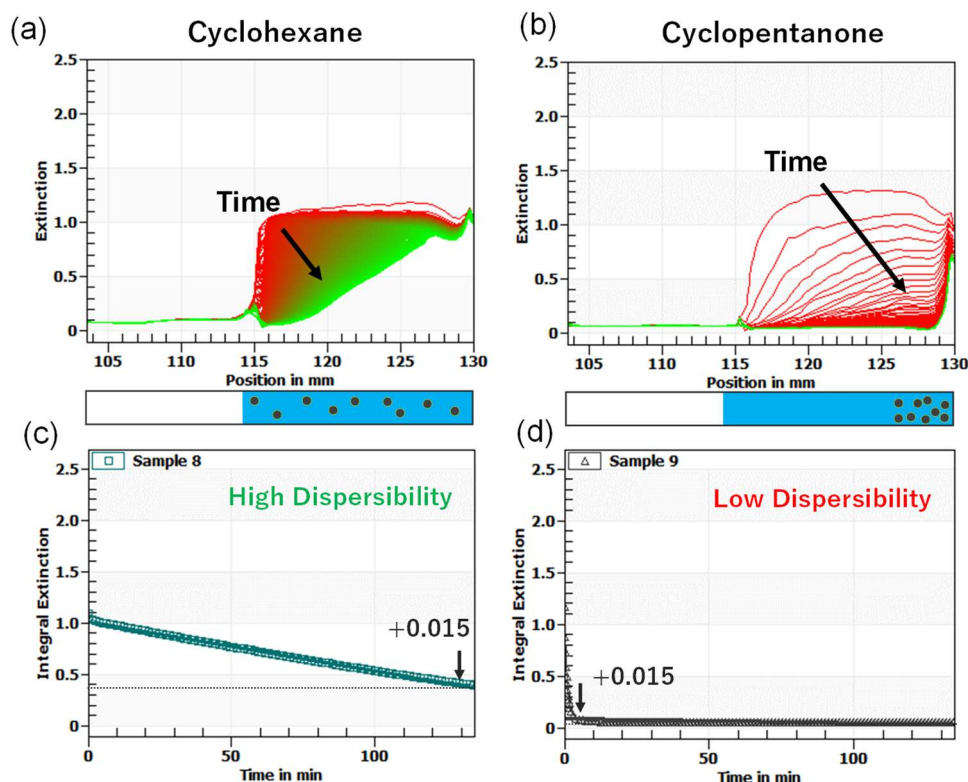 (a) Cyclohexane
2.5
2.0
1.5
1.0
0.5
0
Extinction
Time
105 110 115 120 125 130
Position in mm
(b) Cyclopentanone
2.5
2.0
1.5
1.0
0.5
0
Extinction
Time
105 110 115 120 125 130
Position in mm
(c)
Sample 8
High Dispersibility
2.5
2.0
1.5
1.0
0.5
0
Integral Extinction
+0.015
0 50 100
Time in min
(d)
Sample 9
Low Dispersibility
2.5
2.0
1.5
1.0
0.5
0
Integral Extinction
+0.015
0 50 100
Time in min